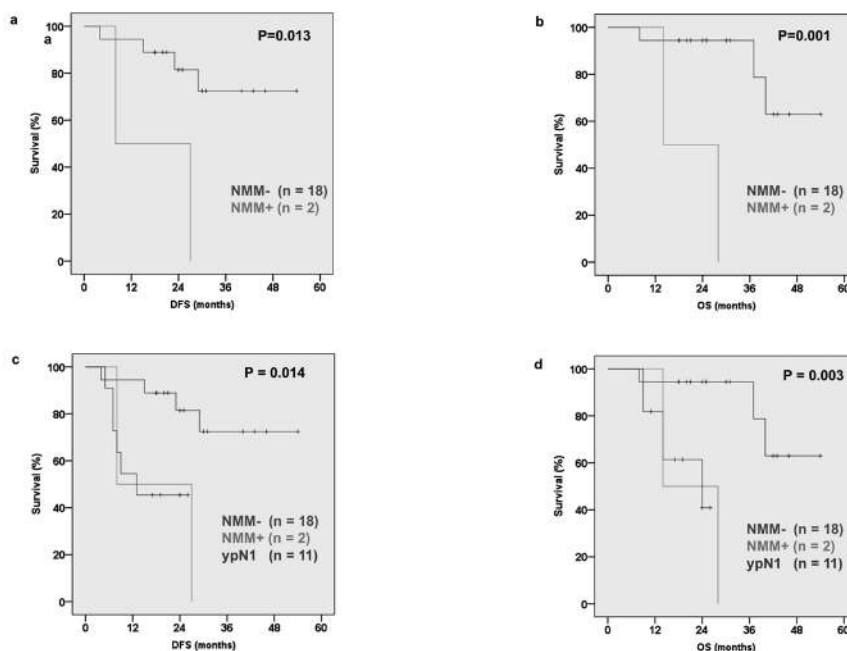 a
a
P=0.013
100
80
60
40
20
0
Survival (%)
NMM- (n = 18)
NMM+ (n = 2)
0 12 24 36 48 60
DFS (months)
b
P=0.001
100
80
60
40
20
0
Survival (%)
NMM- (n = 18)
NMM+ (n = 2)
0 12 24 36 48 60
OS (months)
c
P = 0.014
100
80
60
40
20
0
Survival (%)
NMM- (n = 18)
NMM+ (n = 2)
ypN1 (n = 11)
0 12 24 36 48 60
DFS (months)
d
P = 0.003
100
80
60
40
20
0
Survival (%)
NMM- (n = 18)
NMM+ (n = 2)
ypN1 (n = 11)
0 12 24 36 48 60
OS (months)